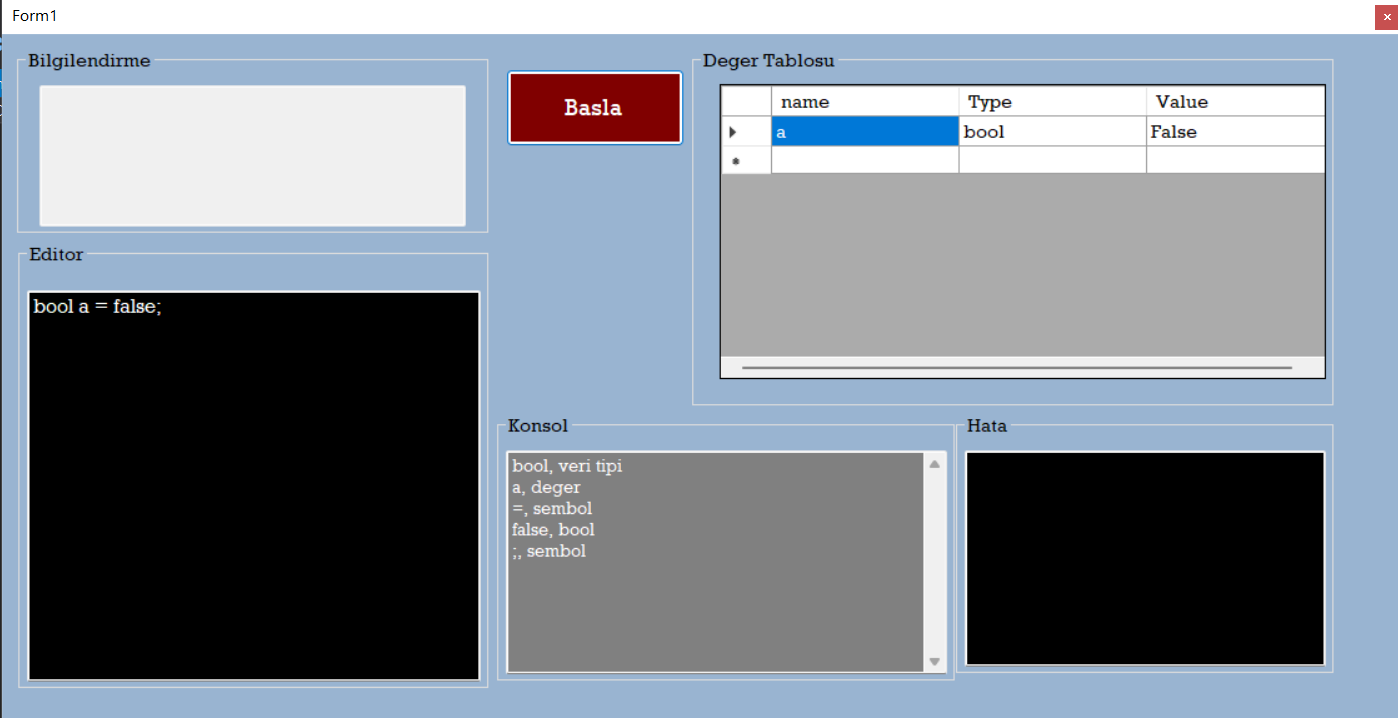 Form1
Bilgilendirme
Basla
Deger Tablosu
name Type Value
a bool False
Editor
bool a = false;
Konsol
bool, veri tipi
a, deger
=, sembol
false, bool
;, sembol
Hata